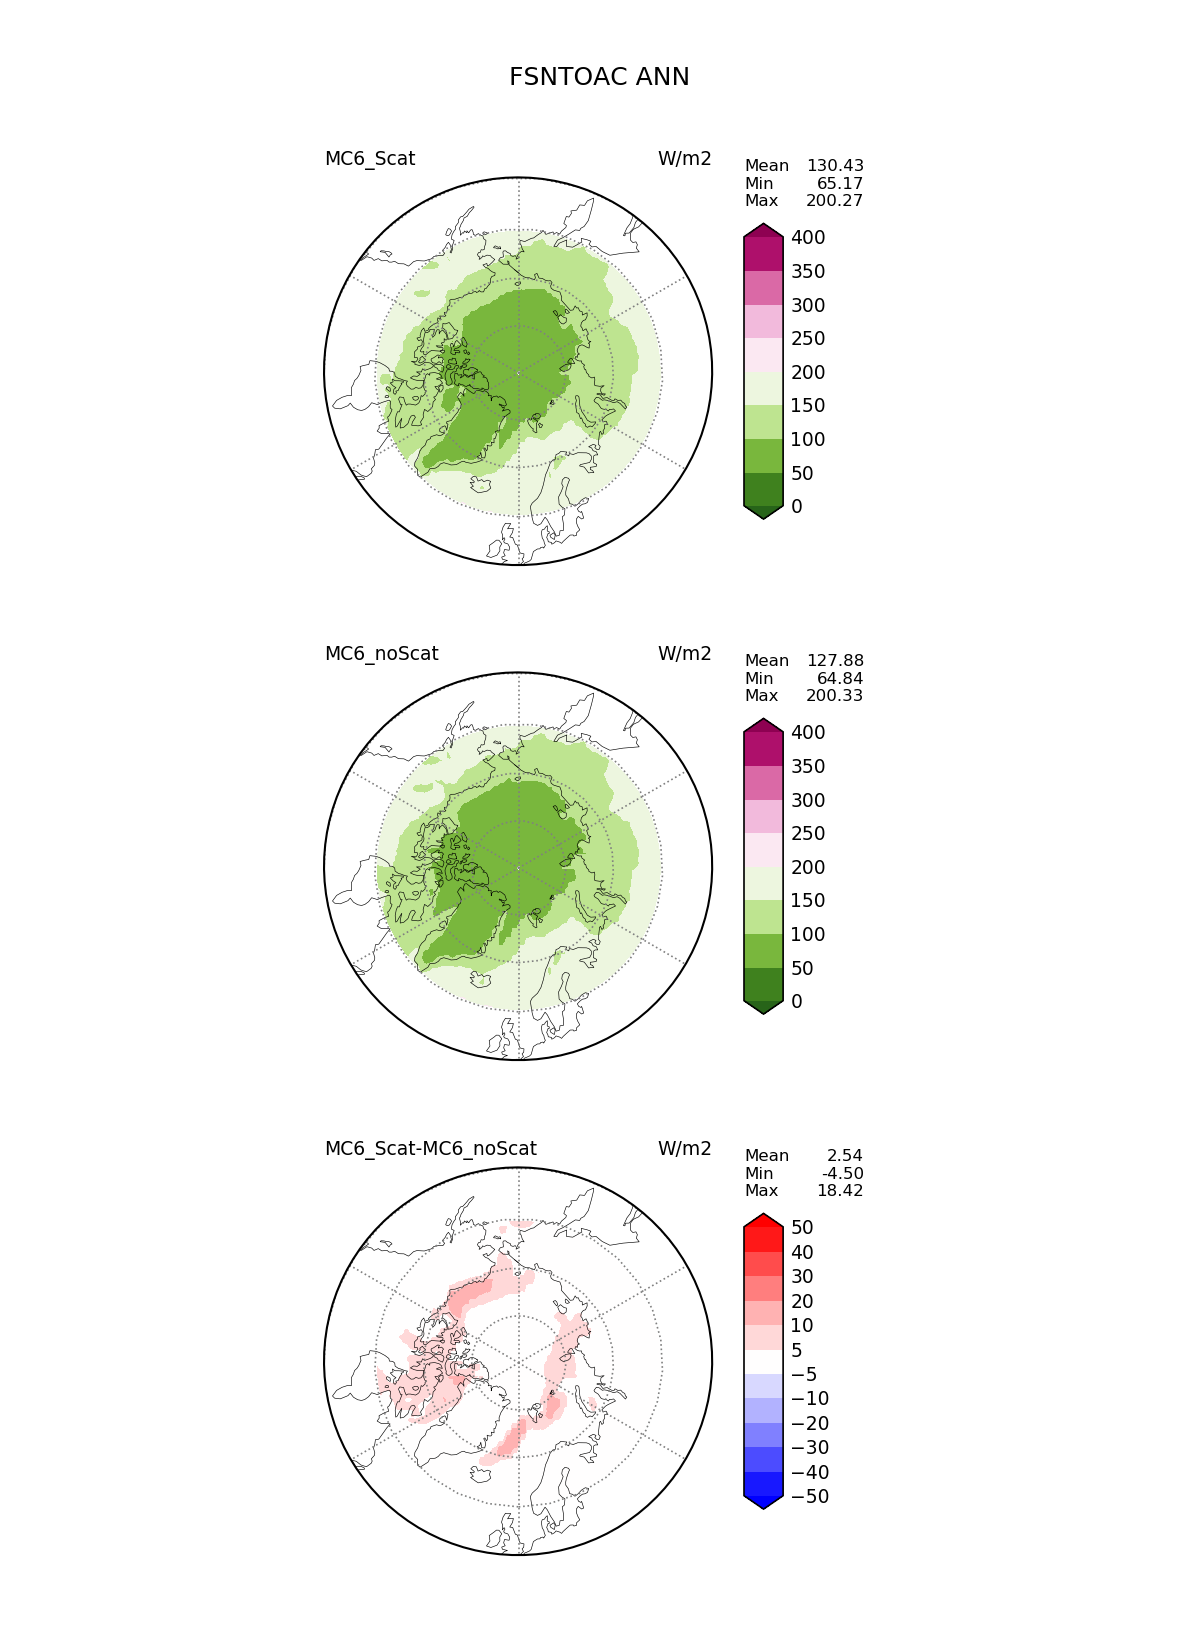 FSNTOAC ANN
MC6_Scat
W/m2
Mean 130.43
Min 65.17
Max 200.27
400
350
300
250
200
150
100
50
0
MC6_noScat
W/m2
Mean 127.88
Min 64.84
Max 200.33
400
350
300
250
200
150
100
50
0
MC6_Scat-MC6_noScat
W/m2
Mean 2.54
Min -4.50
Max 18.42
50
40
30
20
10
5
−5
−10
−20
−30
−40
−50